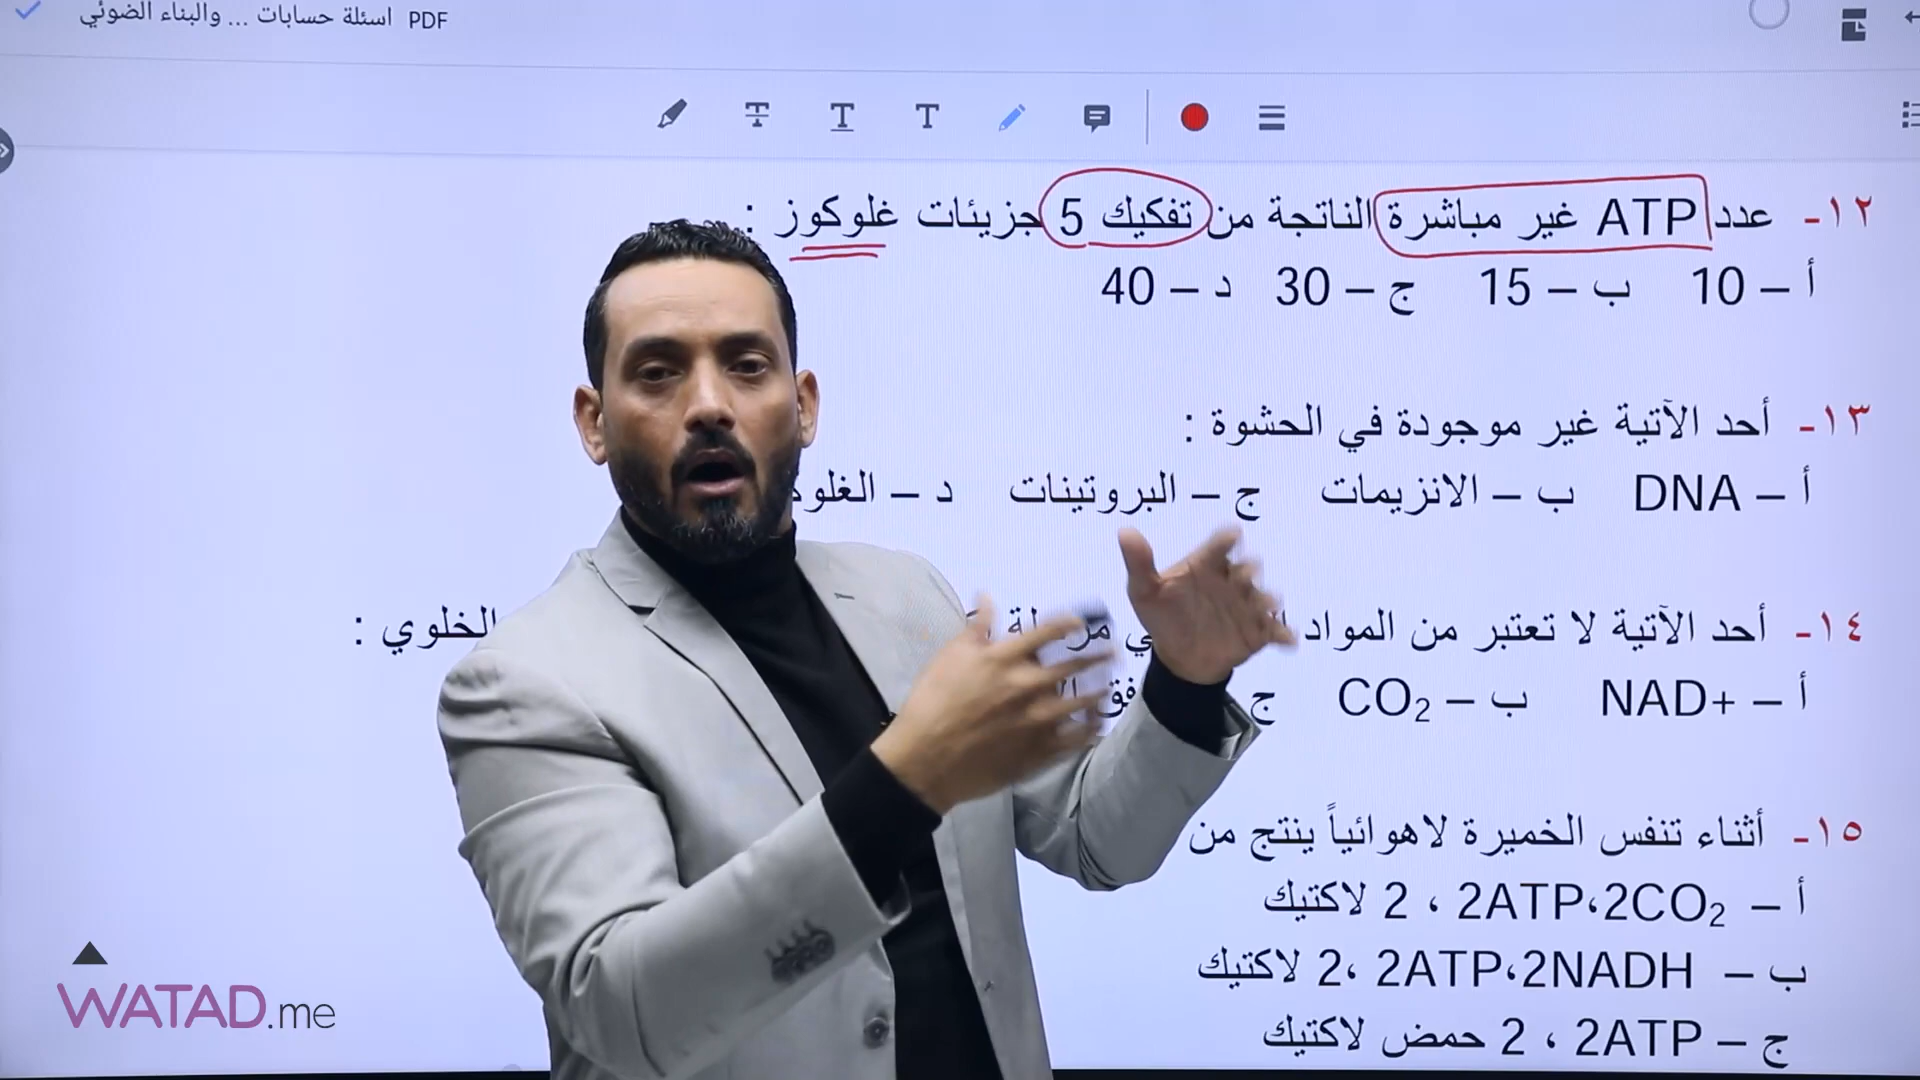 اسئلة حسابات ... والبناء الضوئي PDF
١٢- عدد ATP غير مباشرة الناتجة من تفكيك 5 جزيئات غلوكوز :
أ – 10 ب – 15 ج – 30 د – 40
١٣- أحد الآتية غير موجودة في الحشوة :
أ – DNA ب – الانزيمات ج – البروتينات د –
١٤- أحد الآتية لا تعتبر من المواد الخلوي :
أ – NAD+ ب – CO₂ ج
١٥- أثناء تنفس الخميرة لاهوائياً ينتج من
أ – 2CO₂،2ATP ، 2 لاكتيك
ب – 2NADH،2ATP ،2 لاكتيك
ج – 2ATP ، 2 حمض لاكتيك
WATAD.me